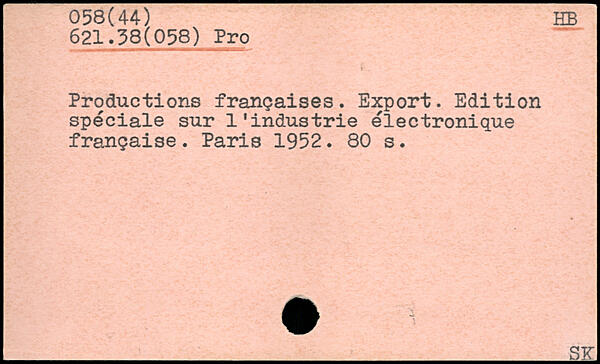 058(44)
HB
621.38(058) Pro
Productions françaises. Export. Edition
spéciale sur l'industrie électronique
française. Paris 1952. 80 s.
SK